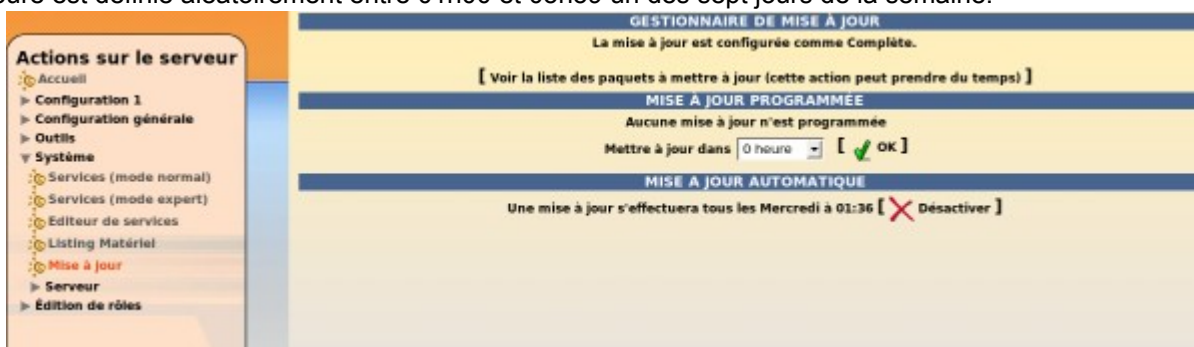 est définie aléatoirement entre 01h00 et 05h59 un des sept jours de la semaine.
Actions sur le serveur
Accueil
Configuration 1
Configuration générale
Outils
Système
Services (mode normal)
Services (mode expert)
Editeur de services
Listing Matériel
Mise à jour
Serveur
Édition de rôles
GESTIONNAIRE DE MISE À JOUR
La mise à jour est configurée comme Complète.
[ Voir la liste des paquets à mettre à jour (cette action peut prendre du temps) ]
MISE À JOUR PROGRAMMÉE
Aucune mise à jour n'est programmée
Mettre à jour dans 0 heure [ OK ]
MISE A JOUR AUTOMATIQUE
Une mise à jour s'effectuera tous les Mercredi à 01:36 [ Désactiver ]